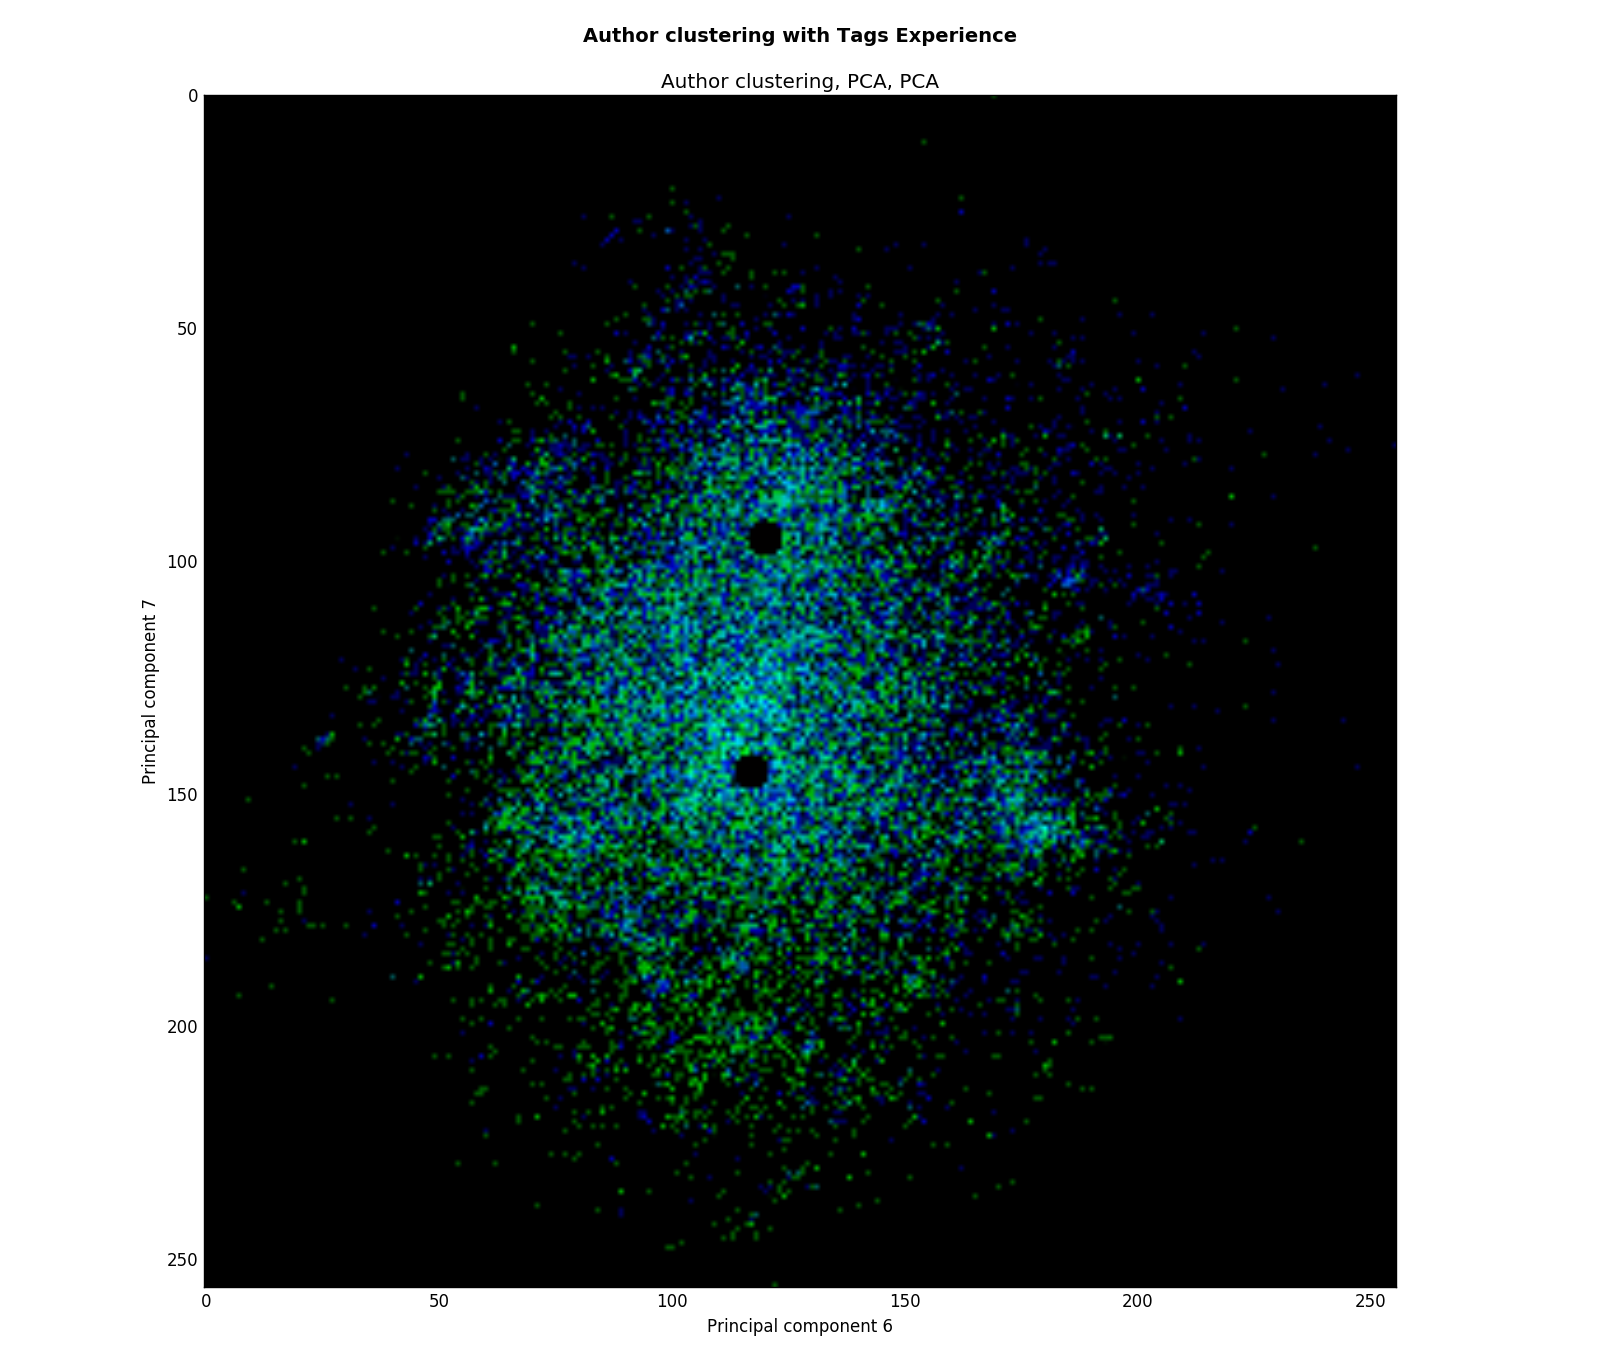 Author clustering with Tags Experience
Author clustering, PCA, PCA
0
50
100
150
200
250
Principal component 7
0 50 100 150 200 250
Principal component 6